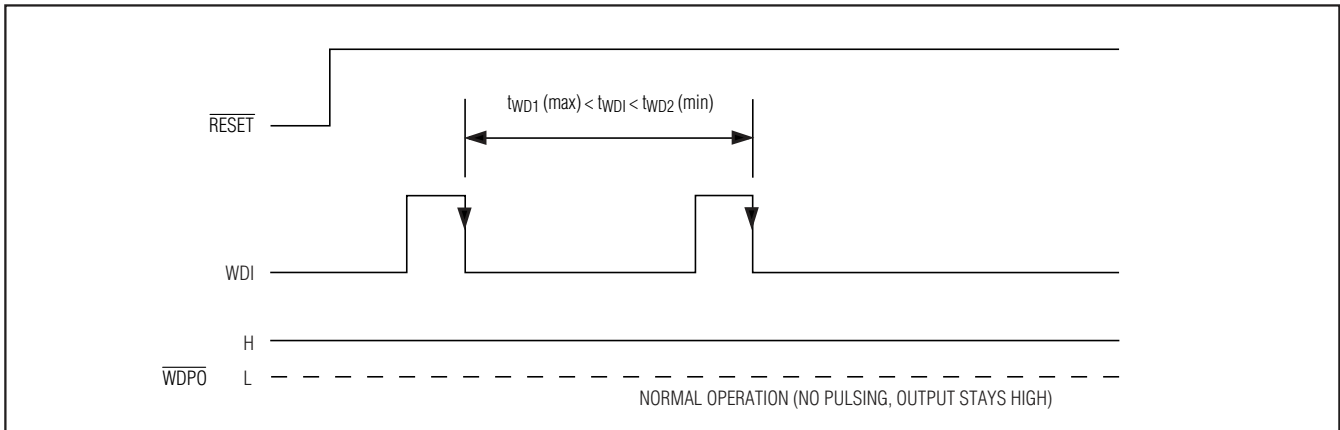 tWD1 (max) < tWDI < tWD2 (min)
RESET
WDI
H
WDPO L
NORMAL OPERATION (NO PULSING, OUTPUT STAYS HIGH)